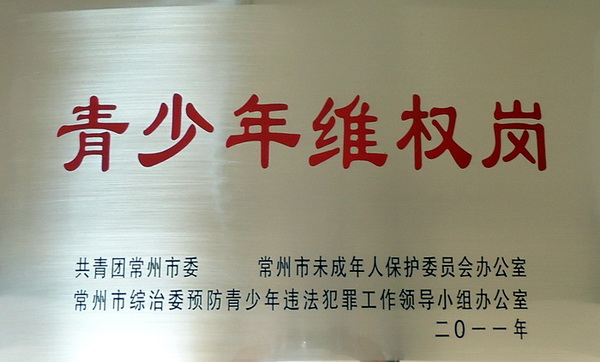 青少年维权岗
共青团常州市委 常州市未成年人保护委员会办公室
常州市综治委预防青少年违法犯罪工作领导小组办公室
二〇一一年